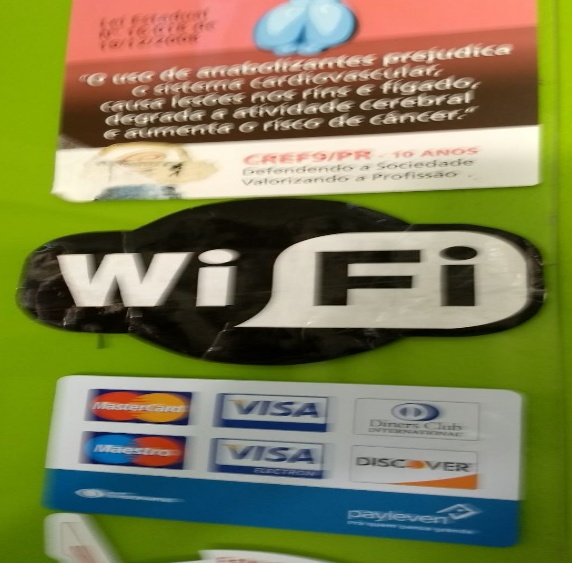 Lei Estadual
"O uso de anabolizantes prejudica
o sistema cardiovascular,
causa lesões nos rins e fígado,
degrada a atividade cerebral
e aumenta o risco de câncer."
CREF9/PR - 10 ANOS
Defendendo a Sociedade
Valorizando a Profissão
Wi Fi
MasterCard VISA Diners Club
INTERNATIONAL
Maestro VISA DISCOVER
ELECTRON
payleven